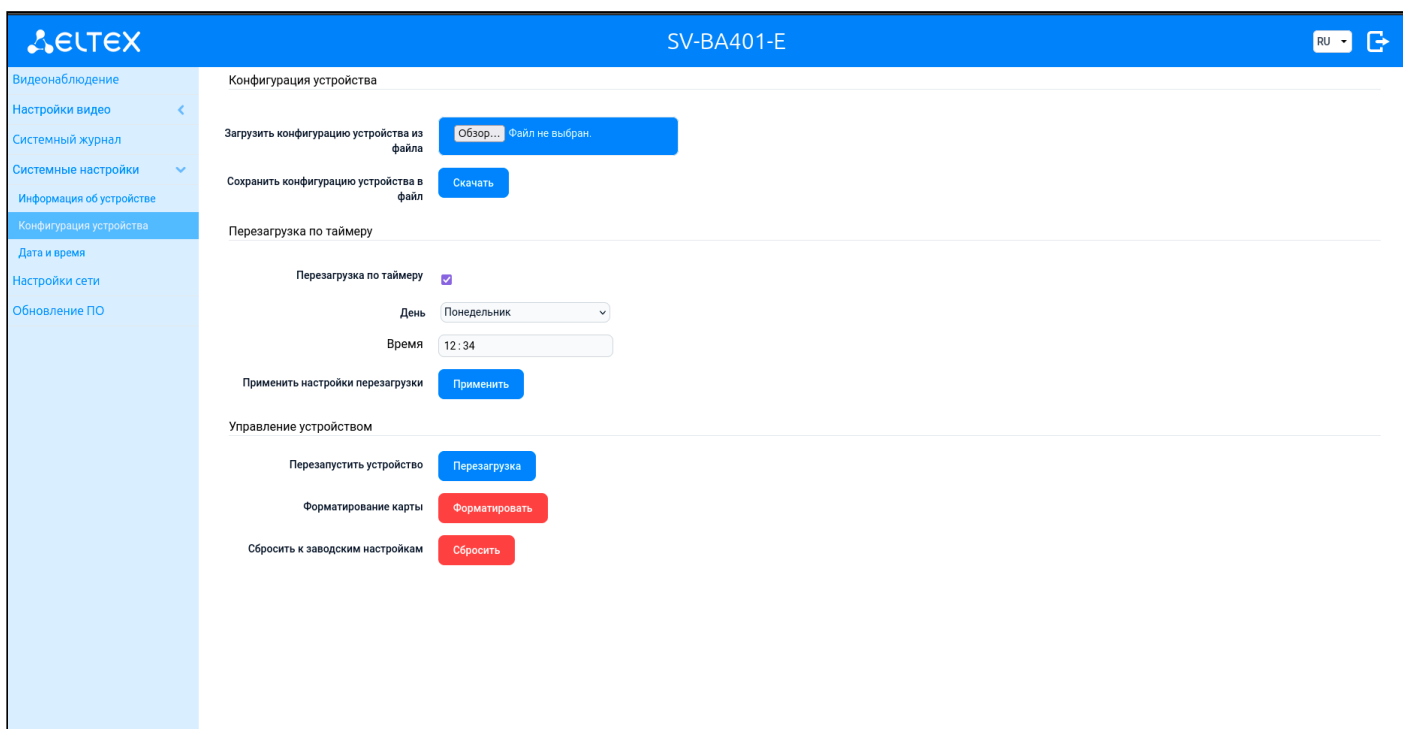 ELTEX
SV-BA401-E
RU
Видеонаблюдение
Настройки видео
Системный журнал
Системные настройки
Информация об устройстве
Конфигурация устройства
Дата и время
Настройки сети
Обновление ПО
Конфигурация устройства
Загрузить конфигурацию устройства из
файла
Обзор... Файл не выбран.
Сохранить конфигурацию устройства в
файл
Скачать
Перезагрузка по таймеру
Перезагрузка по таймеру
День Понедельник
Время 12:34
Применить настройки перезагрузки Применить
Управление устройством
Перезапустить устройство Перезагрузка
Форматирование карты Форматировать
Сбросить к заводским настройкам Сбросить